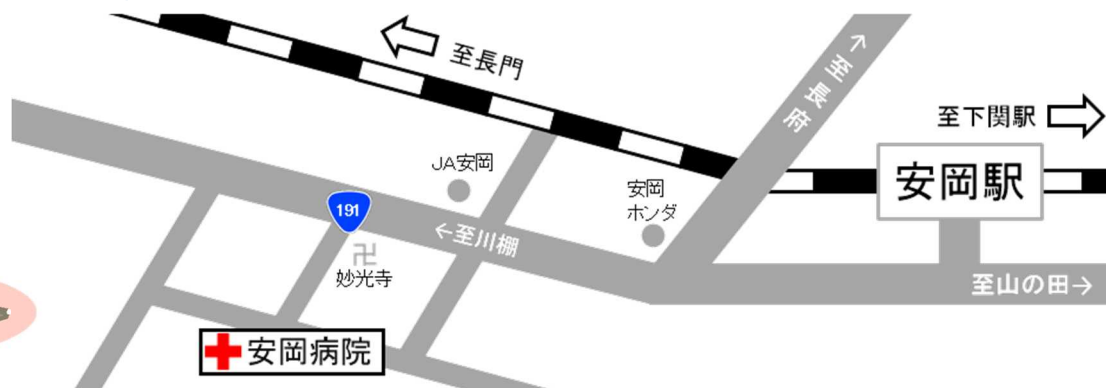 至長門
↑至長府
至下関駅
安岡駅
JA安岡
安岡
ホンダ
191
←至川棚
卍
妙光寺
至山の田→
安岡病院